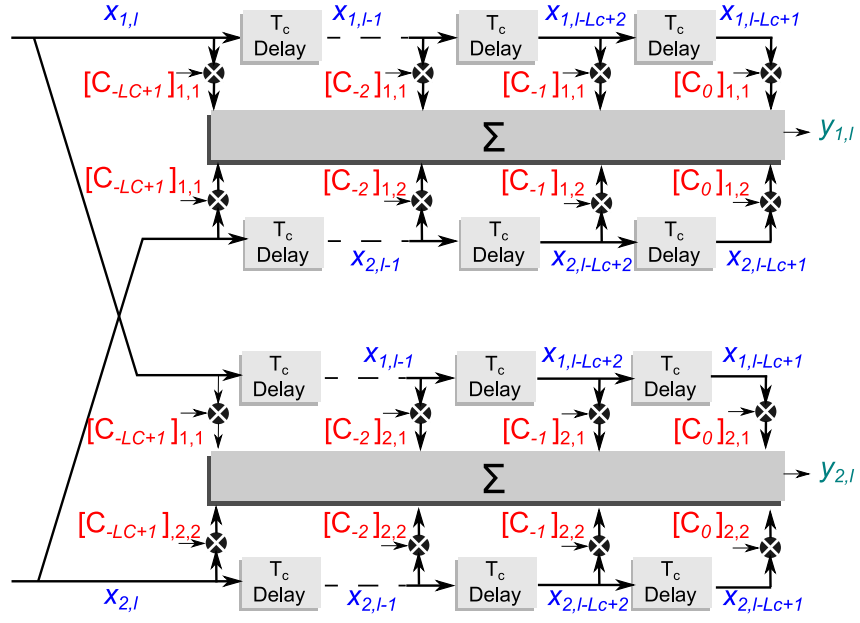 x1,l Tc Delay x1,l-1 Tc Delay x1,l-Lc+2 Tc Delay x1,l-Lc+1
[C-LC+1]1,1 [C-2]1,1 [C-1]1,1 [C0]1,1
Σ y1,l
[C-LC+1]1,1 [C-2]1,2 [C-1]1,2 [C0]1,2
Tc Delay x2,l-1 Tc Delay x2,l-Lc+2 Tc Delay x2,l-Lc+1
Tc Delay x1,l-1 Tc Delay x1,l-Lc+2 Tc Delay x1,l-Lc+1
[C-LC+1]1,1 [C-2]2,1 [C-1]2,1 [C0]2,1
Σ y2,l
[C-LC+1],2,2 [C-2]2,2 [C-1]2,2 [C0]2,2
x2,l Tc Delay x2,l-1 Tc Delay x2,l-Lc+2 Tc Delay x2,l-Lc+1